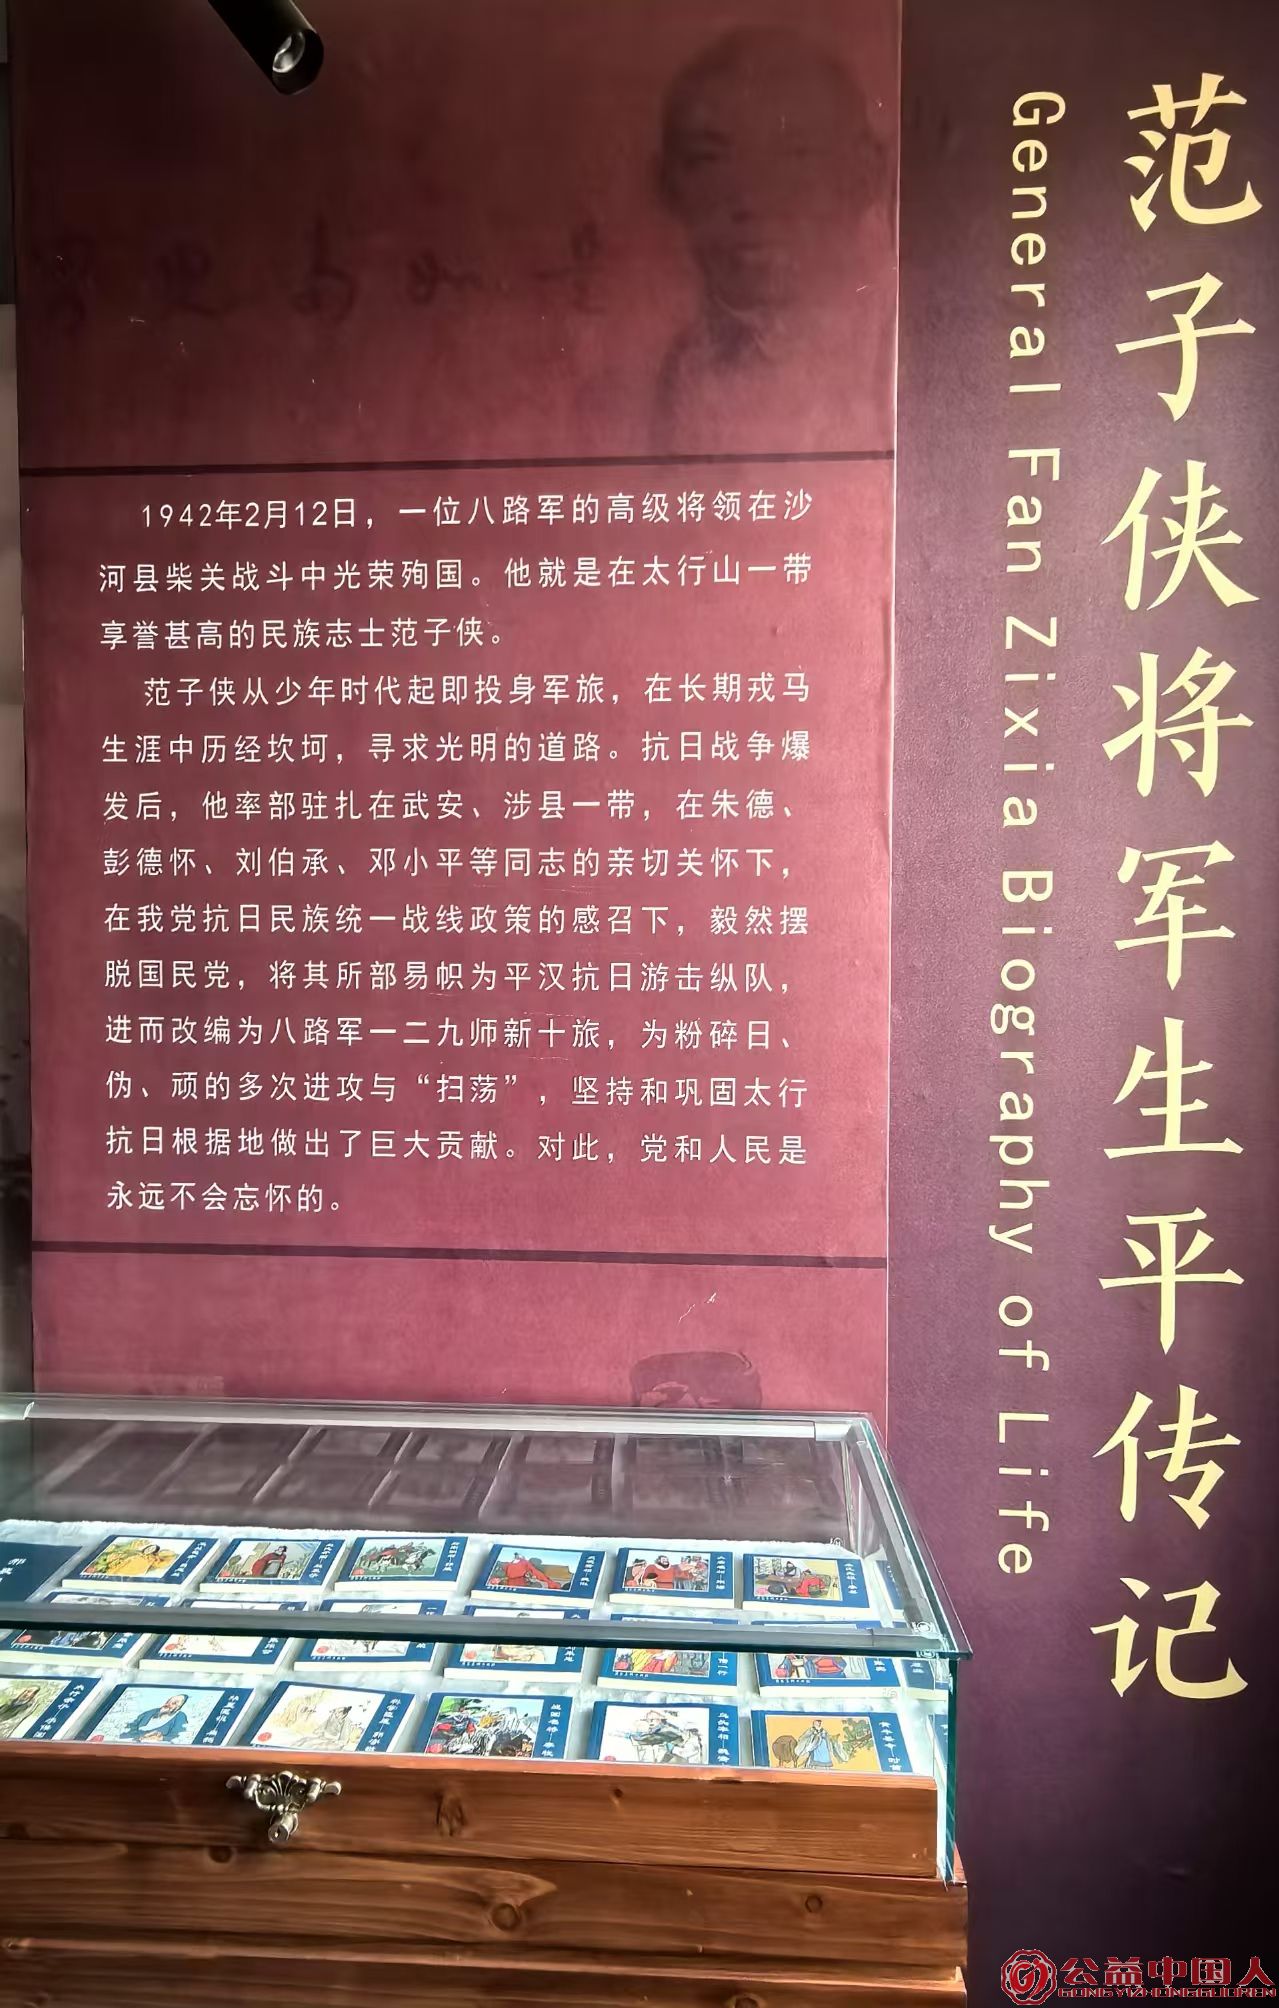 范子侠将军生平传记
General Fan Zixia Biography of Life
1942年2月12日，一位八路军的高级将领在沙
河县柴关战斗中光荣殉国。他就是在太行山一带
享誉甚高的民族志士范子侠。
范子侠从少年时代起即投身军旅，在长期戎马
生涯中历经坎坷，寻求光明的道路。抗日战争爆
发后，他率部驻扎在武安、涉县一带，在朱德、
彭德怀、刘伯承、邓小平等同志的亲切关怀下，
在我党抗日民族统一战线政策的感召下，毅然摆
脱国民党，将其所部易帜为平汉抗日游击纵队，
进而改编为八路军一二九师新十旅，为粉碎日、
伪、顽的多次进攻与“扫荡”，坚持和巩固太行
抗日根据地做出了巨大贡献。对此，党和人民是
永远不会忘怀的。
公益中国人
GONGYIZHONGGUOREN